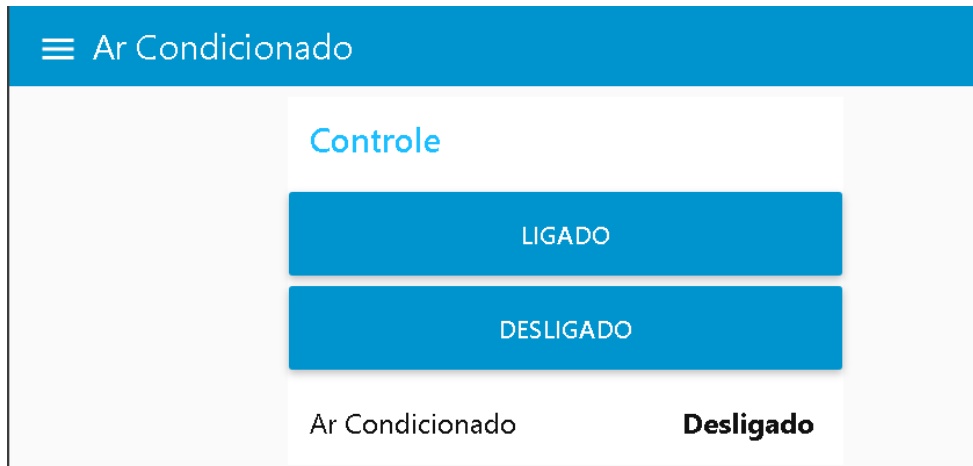 Ar Condicionado
Controle
LIGADO
DESLIGADO
Ar Condicionado Desligado